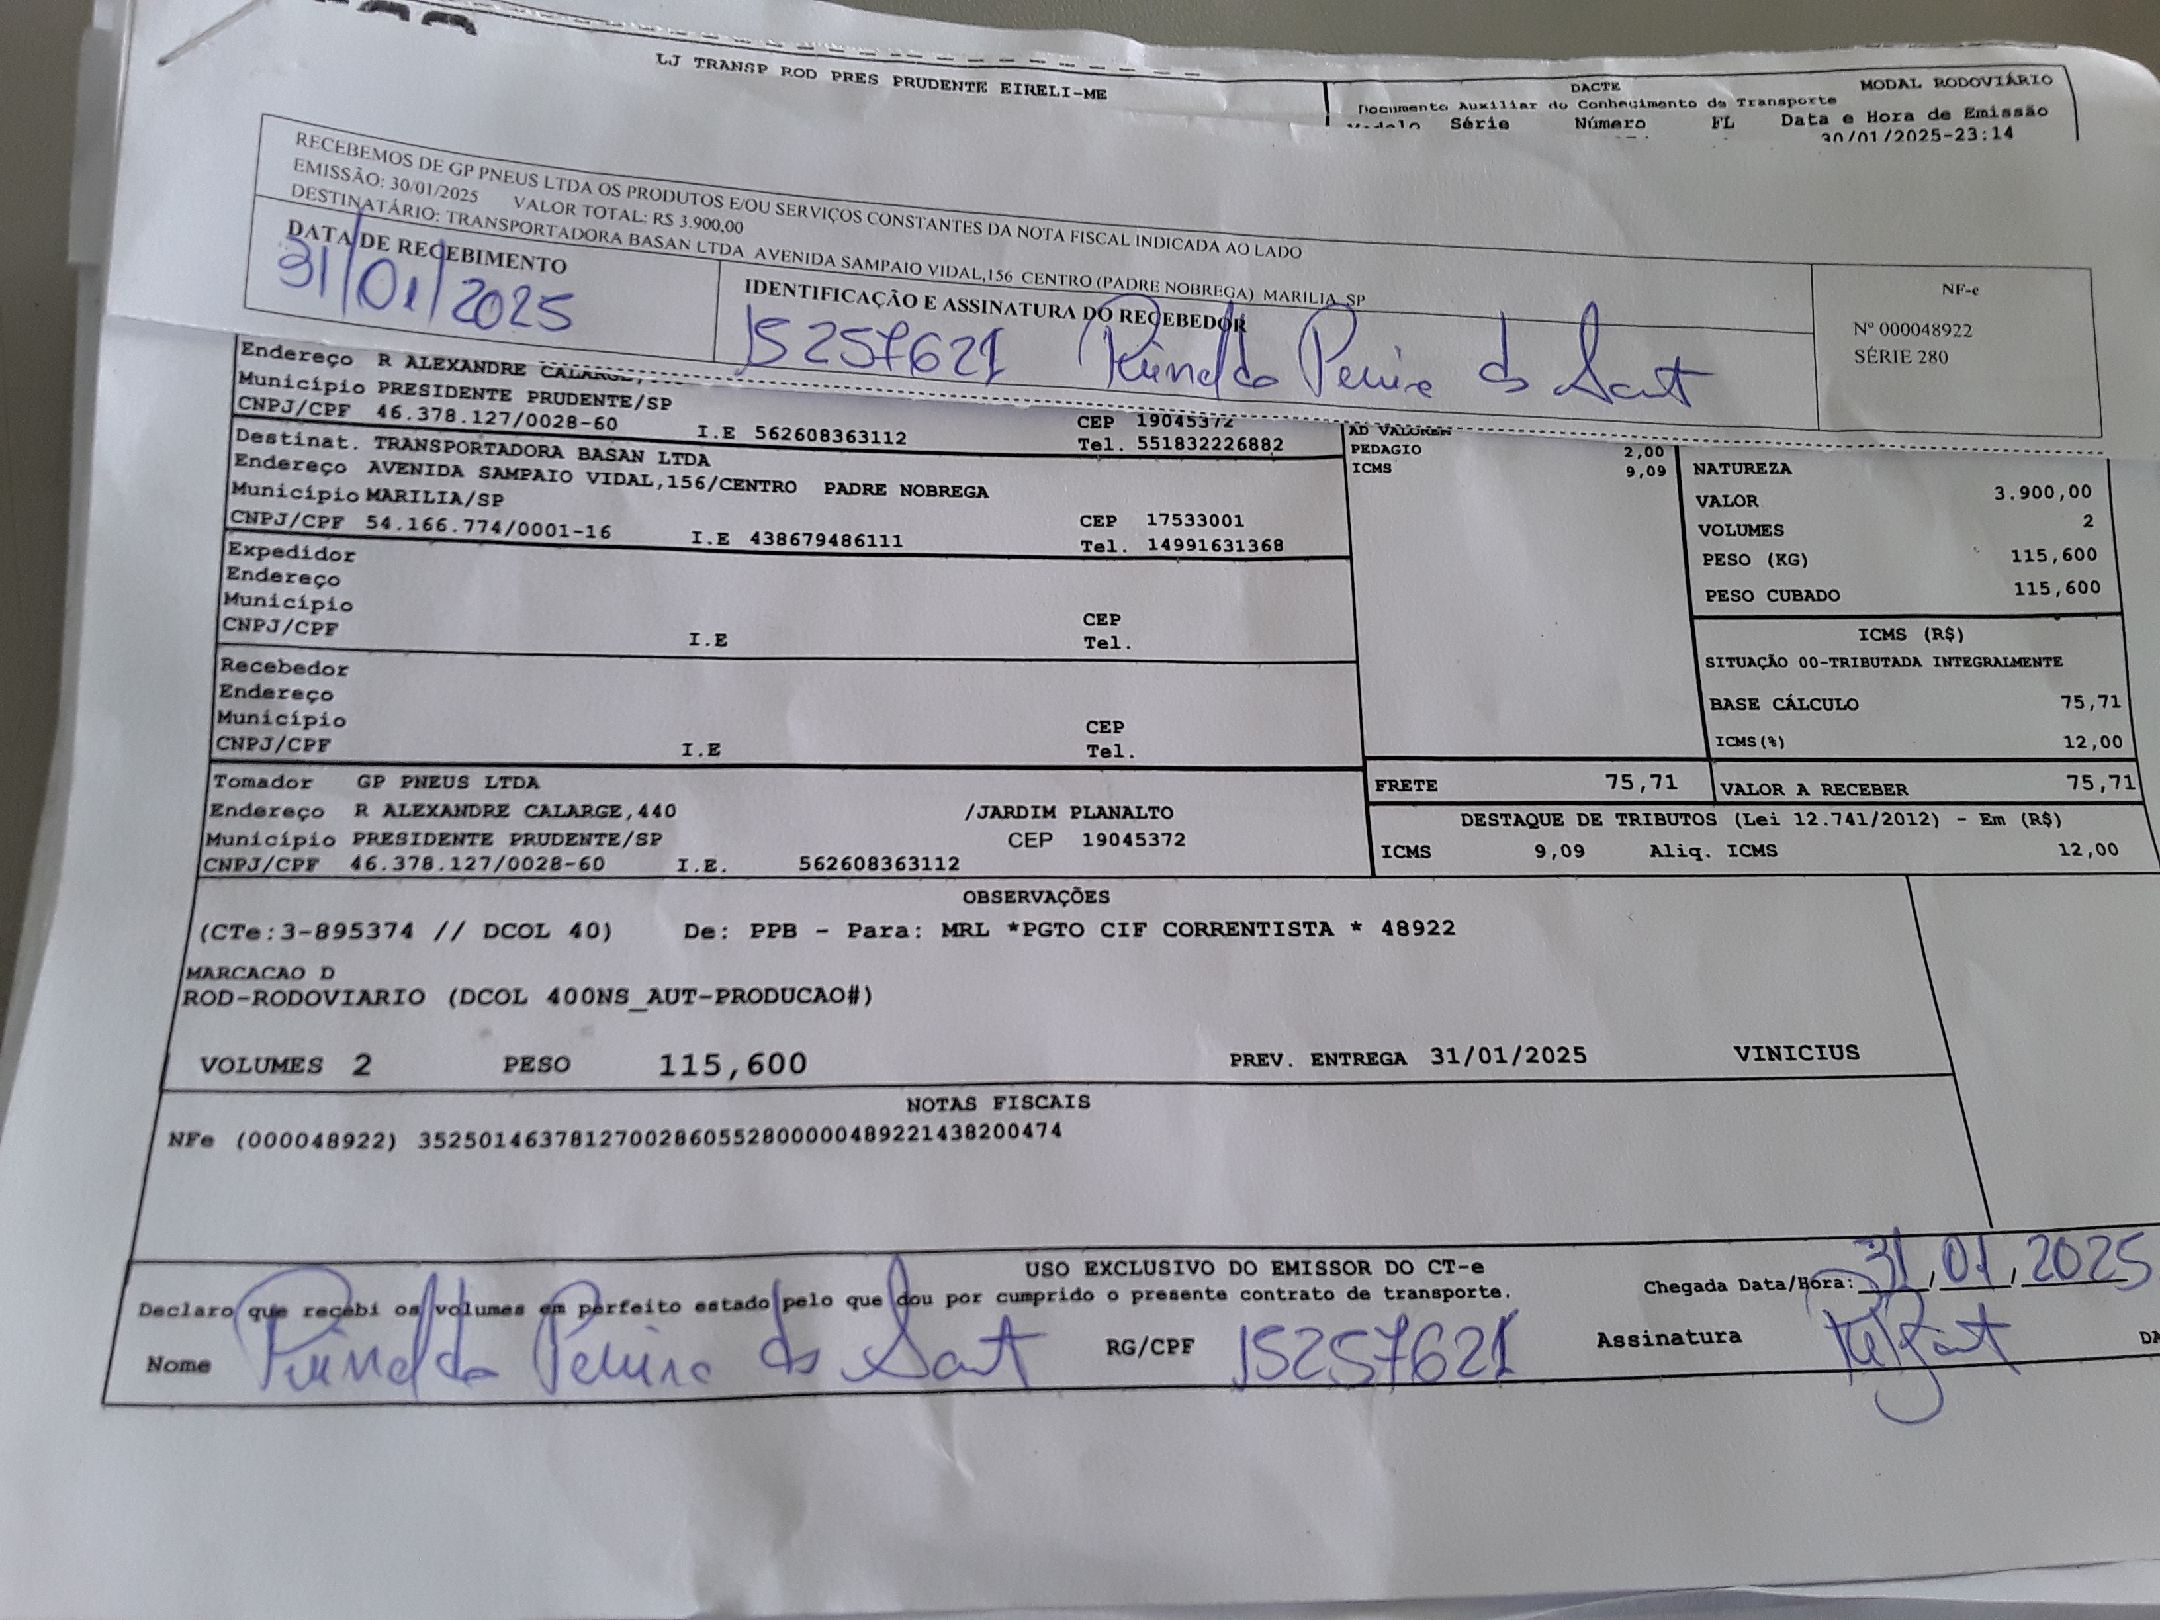 LJ TRANSP ROD PRES PRUDENTE EIRELI-ME
DACTE
MODAL RODOVIÁRIO
Documento Auxiliar do Conhecimento de Transporte
Modelo Série Número FL Data e Hora de Emissão
30/01/2025-23:14
RECEBEMOS DE GP PNEUS LTDA OS PRODUTOS E/OU SERVIÇOS CONSTANTES DA NOTA FISCAL INDICADA AO LADO
EMISSÃO: 30/01/2025 VALOR TOTAL: R$ 3.900,00
DESTINATÁRIO: TRANSPORTADORA BASAN LTDA AVENIDA SAMPAIO VIDAL,156 CENTRO (PADRE NOBREGA) MARILIA SP
DATA DE RECEBIMENTO
31/01/2025
IDENTIFICAÇÃO E ASSINATURA DO RECEBEDOR
15257621
NF-e
Nº 000048922
SÉRIE 280
Endereço R ALEXANDRE CALARGE,
Município PRESIDENTE PRUDENTE/SP
CEP 19045372
CNPJ/CPF 46.378.127/0028-60 I.E 562608363112 Tel. 551832226882
Destinat. TRANSPORTADORA BASAN LTDA
Endereço AVENIDA SAMPAIO VIDAL,156/CENTRO PADRE NOBREGA
Município MARILIA/SP CEP 17533001
CNPJ/CPF 54.166.774/0001-16 I.E 438679486111 Tel. 14991631368
Expedidor
Endereço
Município CEP
CNPJ/CPF I.E Tel.
Recebedor
Endereço
Município CEP
CNPJ/CPF I.E Tel.
Tomador GP PNEUS LTDA
Endereço R ALEXANDRE CALARGE,440 /JARDIM PLANALTO
Município PRESIDENTE PRUDENTE/SP CEP 19045372
CNPJ/CPF 46.378.127/0028-60 I.E. 562608363112
AD VALOREM
PEDAGIO 2,00
ICMS 9,09
NATUREZA
VALOR 3.900,00
VOLUMES 2
PESO (KG) 115,600
PESO CUBADO 115,600
ICMS (R$)
SITUAÇÃO 00-TRIBUTADA INTEGRALMENTE
BASE CÁLCULO 75,71
ICMS(%) 12,00
FRETE 75,71 VALOR A RECEBER 75,71
DESTAQUE DE TRIBUTOS (Lei 12.741/2012) - Em (R$)
ICMS 9,09 Aliq. ICMS 12,00
OBSERVAÇÕES
(CTe:3-895374 // DCOL 40) De: PPB - Para: MRL *PGTO CIF CORRENTISTA * 48922
MARCACAO D
ROD-RODOVIARIO (DCOL 400NS_AUT-PRODUCAO#)
VOLUMES 2 PESO 115,600 PREV. ENTREGA 31/01/2025 VINICIUS
NOTAS FISCAIS
NFe (000048922) 35250146378127002860552800000489221438200474
USO EXCLUSIVO DO EMISSOR DO CT-e
Declaro que recebi os volumes em perfeito estado pelo que dou por cumprido o presente contrato de transporte.
Chegada Data/Hora: 31,01,2025
Nome
RG/CPF 15257621
Assinatura